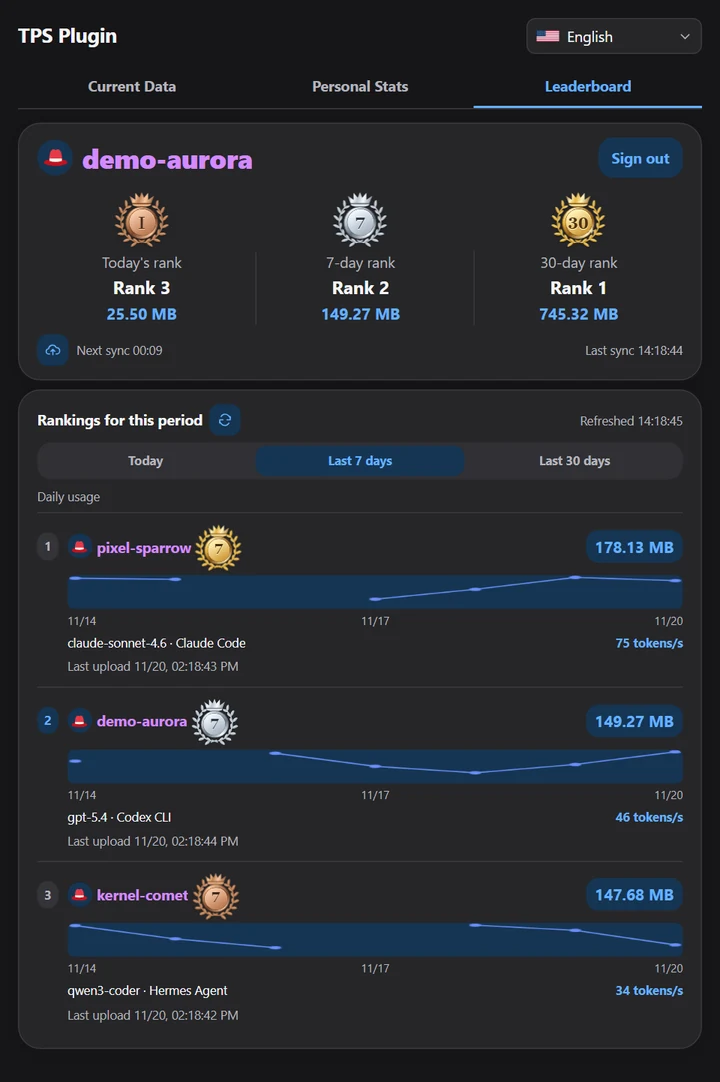 TPS Plugin
English
Current Data
Personal Stats
Leaderboard
demo-aurora
Sign out
I
7
30
Today's rank
7-day rank
30-day rank
Rank 3
Rank 2
Rank 1
25.50 MB
149.27 MB
745.32 MB
Next sync 00:09
Last sync 14:18:44
Rankings for this period
Refreshed 14:18:45
Today
Last 7 days
Last 30 days
Daily usage
1
pixel-sparrow
7
178.13 MB
11/14
11/17
11/20
claude-sonnet-4.6 · Claude Code
75 tokens/s
Last upload 11/20, 02:18:43 PM
2
demo-aurora
7
149.27 MB
11/14
11/17
11/20
gpt-5.4 · Codex CLI
46 tokens/s
Last upload 11/20, 02:18:44 PM
3
kernel-comet
7
147.68 MB
11/14
11/17
11/20
qwen3-coder · Hermes Agent
34 tokens/s
Last upload 11/20, 02:18:42 PM